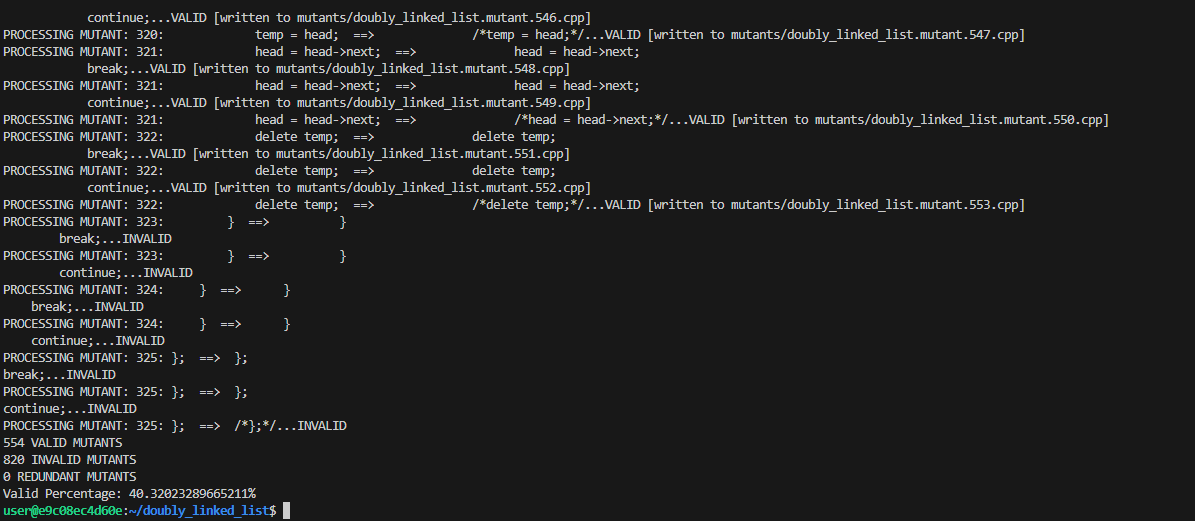 continue;...VALID [written to mutants/doubly_linked_list.mutant.546.cpp]
PROCESSING MUTANT: 320:             temp = head;  ==>              /*temp = head;*/...VALID [written to mutants/doubly_linked_list.mutant.547.cpp]
PROCESSING MUTANT: 321:             head = head->next;  ==>              head = head->next;
            break;...VALID [written to mutants/doubly_linked_list.mutant.548.cpp]
PROCESSING MUTANT: 321:             head = head->next;  ==>              head = head->next;
            continue;...VALID [written to mutants/doubly_linked_list.mutant.549.cpp]
PROCESSING MUTANT: 321:             head = head->next;  ==>              /*head = head->next;*/...VALID [written to mutants/doubly_linked_list.mutant.550.cpp]
PROCESSING MUTANT: 322:             delete temp;  ==>              delete temp;
            break;...VALID [written to mutants/doubly_linked_list.mutant.551.cpp]
PROCESSING MUTANT: 322:             delete temp;  ==>              delete temp;
            continue;...VALID [written to mutants/doubly_linked_list.mutant.552.cpp]
PROCESSING MUTANT: 322:             delete temp;  ==>              /*delete temp;*/...VALID [written to mutants/doubly_linked_list.mutant.553.cpp]
PROCESSING MUTANT: 323:         }  ==>          }
        break;...INVALID
PROCESSING MUTANT: 323:         }  ==>          }
        continue;...INVALID
PROCESSING MUTANT: 324:     }  ==>      }
    break;...INVALID
PROCESSING MUTANT: 324:     }  ==>      }
    continue;...INVALID
PROCESSING MUTANT: 325: };  ==>  };
break;...INVALID
PROCESSING MUTANT: 325: };  ==>  };
continue;...INVALID
PROCESSING MUTANT: 325: };  ==>  /*};*/...INVALID
554 VALID MUTANTS
820 INVALID MUTANTS
0 REDUNDANT MUTANTS
Valid Percentage: 40.32023289665211%
user@e9c08ec4d60e:~/doubly_linked_list$